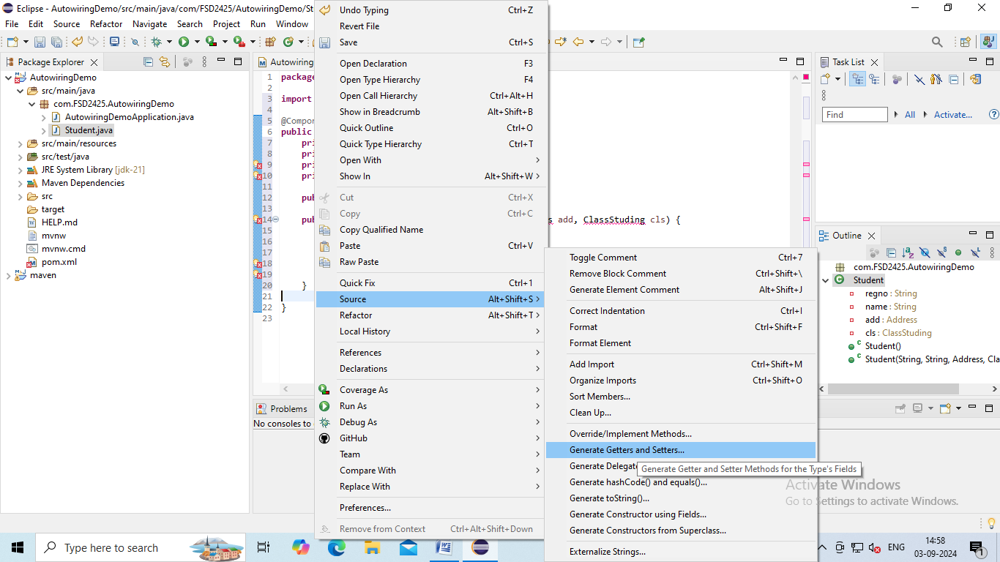 Eclipse - AutowiringDemo/src/main/java/com/FSD2425/AutowiringDemo/St
File Edit Source Refactor Navigate Search Project Run Window
Package Explorer
AutowiringDemo
src/main/java
com.FSD2425.AutowiringDemo
AutowiringDemoApplication.java
Student.java
src/main/resources
src/test/java
JRE System Library [jdk-21]
Maven Dependencies
src
target
HELP.md
mvnw
mvnw.cmd
pom.xml
maven
Autowiring
1 package
2
3 import
4
5 @Compor
6 public
7 pri
8 pri
9 pri
10 pri
11
12 pub
13
14 pub s add, ClassStuding cls) {
15
16
17
18
19
20 }
21
22 }
23
Problems
No consoles to
Undo Typing Ctrl+Z
Revert File
Save Ctrl+S
Open Declaration F3
Open Type Hierarchy F4
Open Call Hierarchy Ctrl+Alt+H
Show in Breadcrumb Alt+Shift+B
Quick Outline Ctrl+O
Quick Type Hierarchy Ctrl+T
Open With
Show In Alt+Shift+W
Cut Ctrl+X
Copy Ctrl+C
Copy Qualified Name
Paste Ctrl+V
Raw Paste
Quick Fix Ctrl+1
Source Alt+Shift+S
Refactor Alt+Shift+T
Local History
References
Declarations
Coverage As
Run As
Debug As
GitHub
Team
Compare With
Replace With
Preferences...
Remove from Context Ctrl+Alt+Shift+Down
Toggle Comment Ctrl+7
Remove Block Comment Ctrl+Shift+\
Generate Element Comment Alt+Shift+J
Correct Indentation Ctrl+I
Format Ctrl+Shift+F
Format Element
Add Import Ctrl+Shift+M
Organize Imports Ctrl+Shift+O
Sort Members...
Clean Up...
Override/Implement Methods...
Generate Getters and Setters...
Generate Delegate
Generate Getter and Setter Methods for the Type's Fields
Generate hashCode() and equals()...
Generate toString()...
Generate Constructor using Fields...
Generate Constructors from Superclass...
Externalize Strings...
Task List
Find All Activate...
Outline
com.FSD2425.AutowiringDemo
Student
regno : String
name : String
add : Address
cls : ClassStuding
Student()
Student(String, String, Address, Cla
Activate Windows
Go to Settings to activate Windows.
Type here to search
ENG
14:58
03-09-2024
1